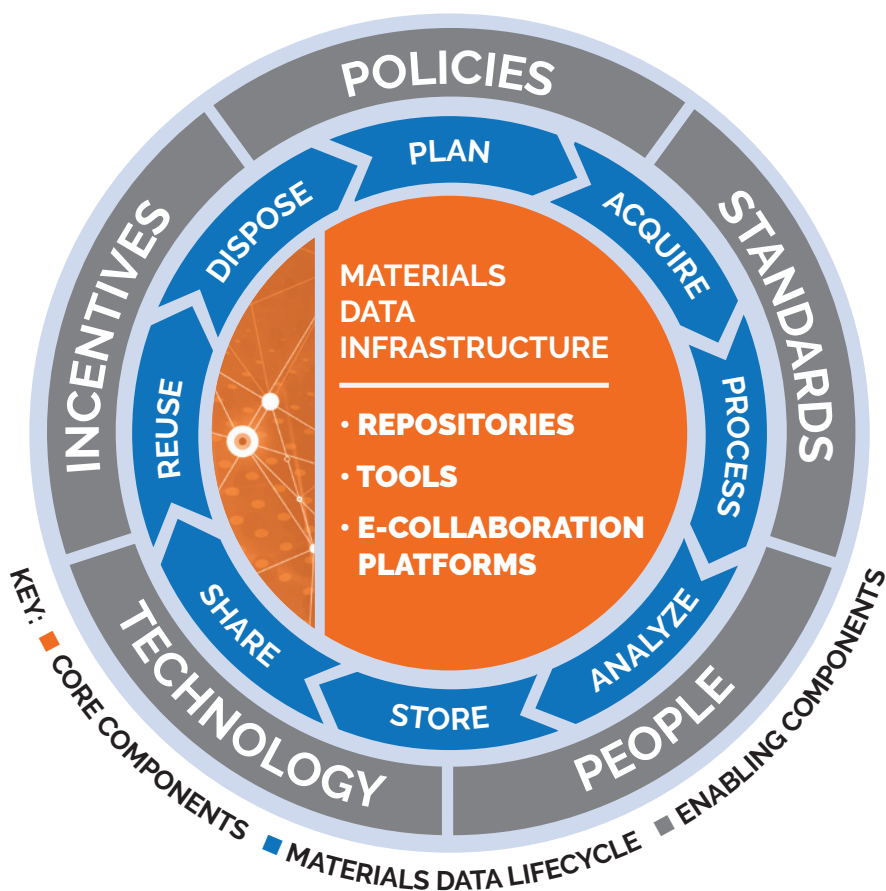 POLICIES
STANDARDS
PEOPLE
TECHNOLOGY
INCENTIVES
PLAN
ACQUIRE
PROCESS
ANALYZE
STORE
SHARE
REUSE
DISPOSE
MATERIALS
DATA
INFRASTRUCTURE
• REPOSITORIES
• TOOLS
• E-COLLABORATION
PLATFORMS
KEY: CORE COMPONENTS MATERIALS DATA LIFECYCLE ENABLING COMPONENTS